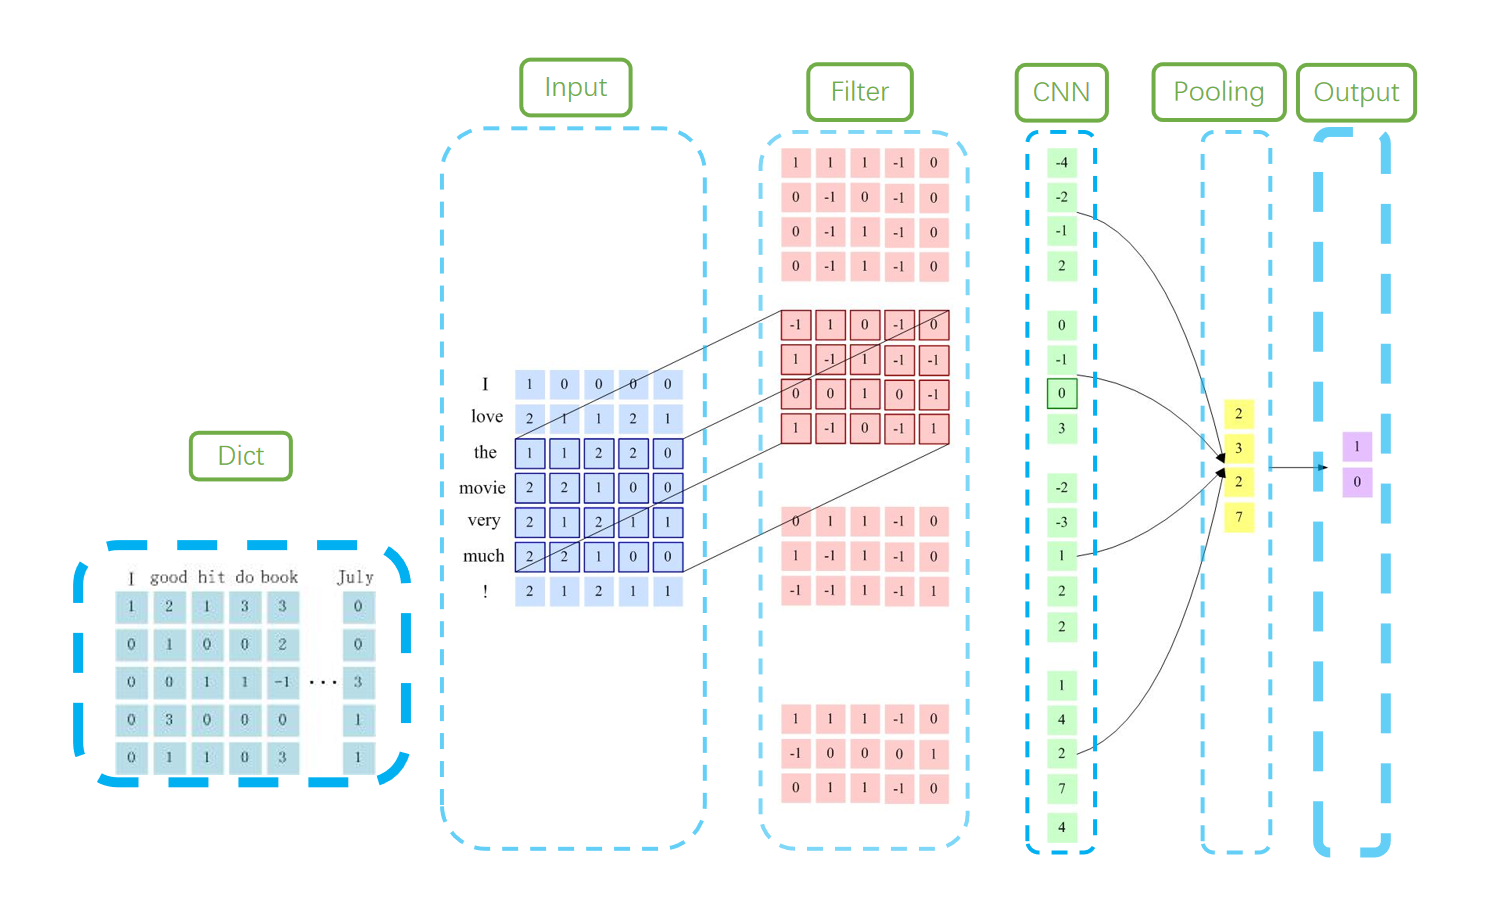 Input
Filter
CNN
Pooling
Output
1 1 1 -1 0
0 -1 0 -1 0
0 -1 1 -1 0
0 -1 1 -1 0
-1 1 0 -1 0
1 -1 1 -1 -1
0 0 1 0 -1
1 -1 0 -1 1
0 1 1 -1 0
1 -1 1 -1 0
-1 -1 1 -1 1
1 1 1 -1 0
-1 0 0 0 1
0 1 1 -1 0
I 1 0 0 0 0
love 2 1 1 2 1
the 1 1 2 2 0
movie 2 2 1 0 0
very 2 1 2 1 1
much 2 2 1 0 0
! 2 1 2 1 1
Dict
I good hit do book July
1 2 1 3 3 0
0 1 0 0 2 0
0 0 1 1 -1 ··· 3
0 3 0 0 0 1
0 1 1 0 3 1
-4
-2
-1
2
0
-1
0
3
-2
-3
1
2
2
1
4
2
7
4
2
3
2
7
1
0